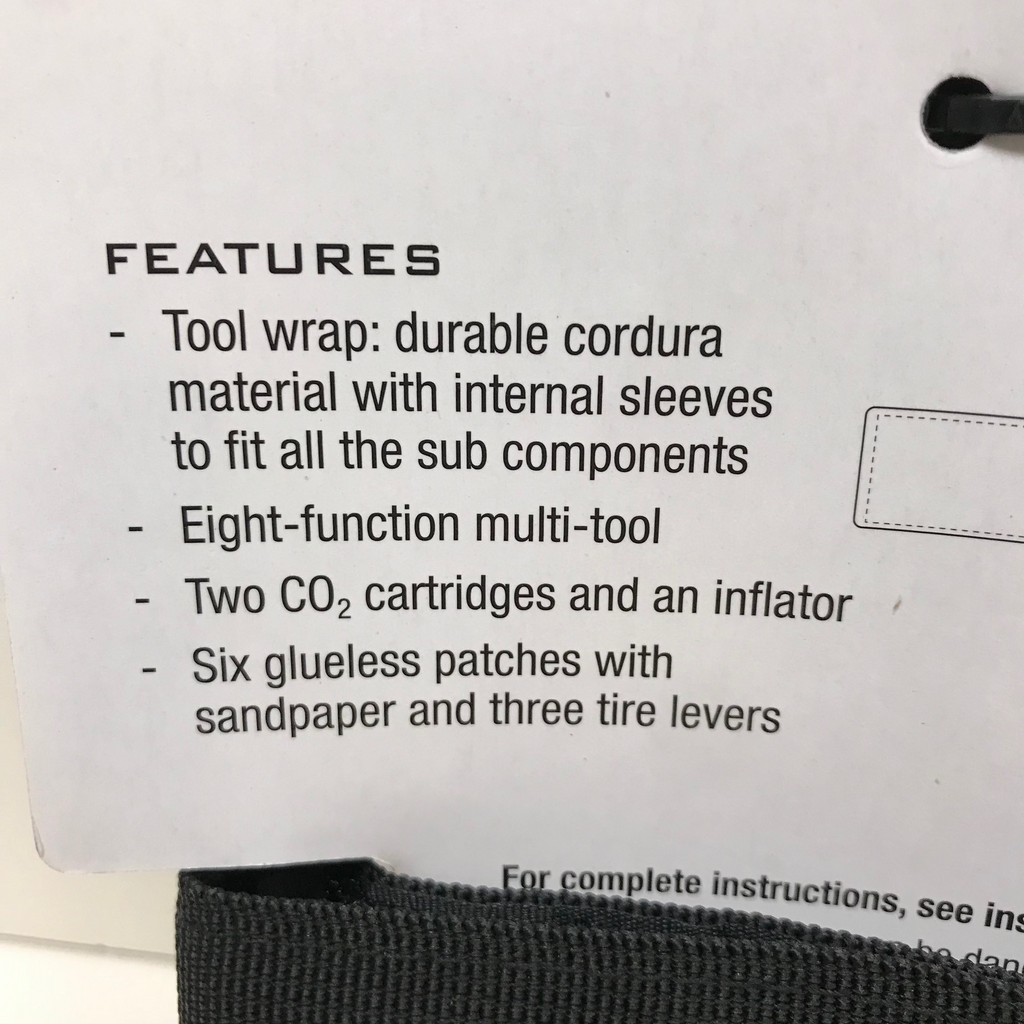 FEATURES
- Tool wrap: durable cordura
material with internal sleeves
to fit all the sub components
- Eight-function multi-tool
- Two CO₂ cartridges and an inflator
- Six glueless patches with
sandpaper and three tire levers
For complete instructions, see
be